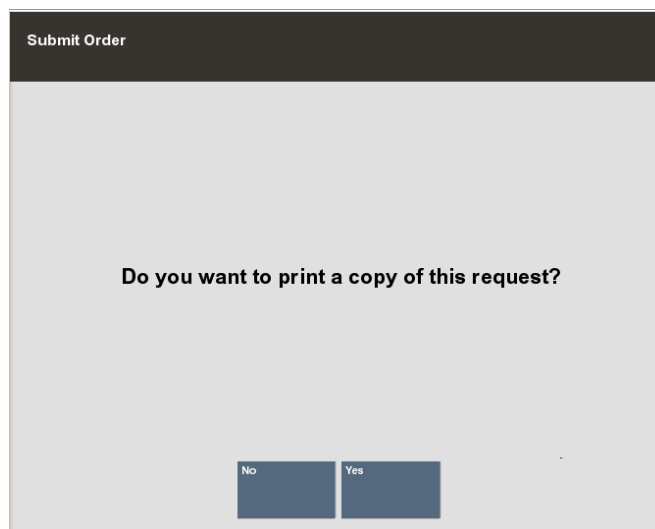 Submit Order
Do you want to print a copy of this request?
No
Yes